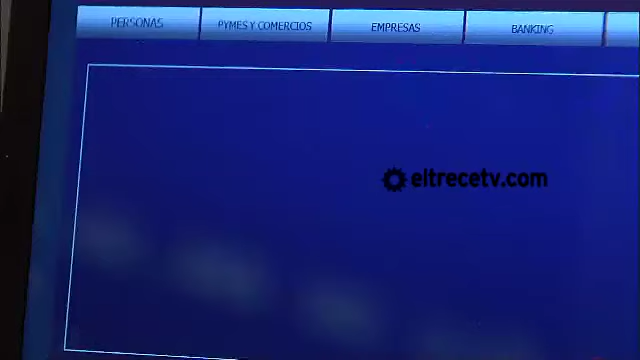 PERSONAS
PYMES Y COMERCIOS
EMPRESAS
BANKING
eltrecetv.com